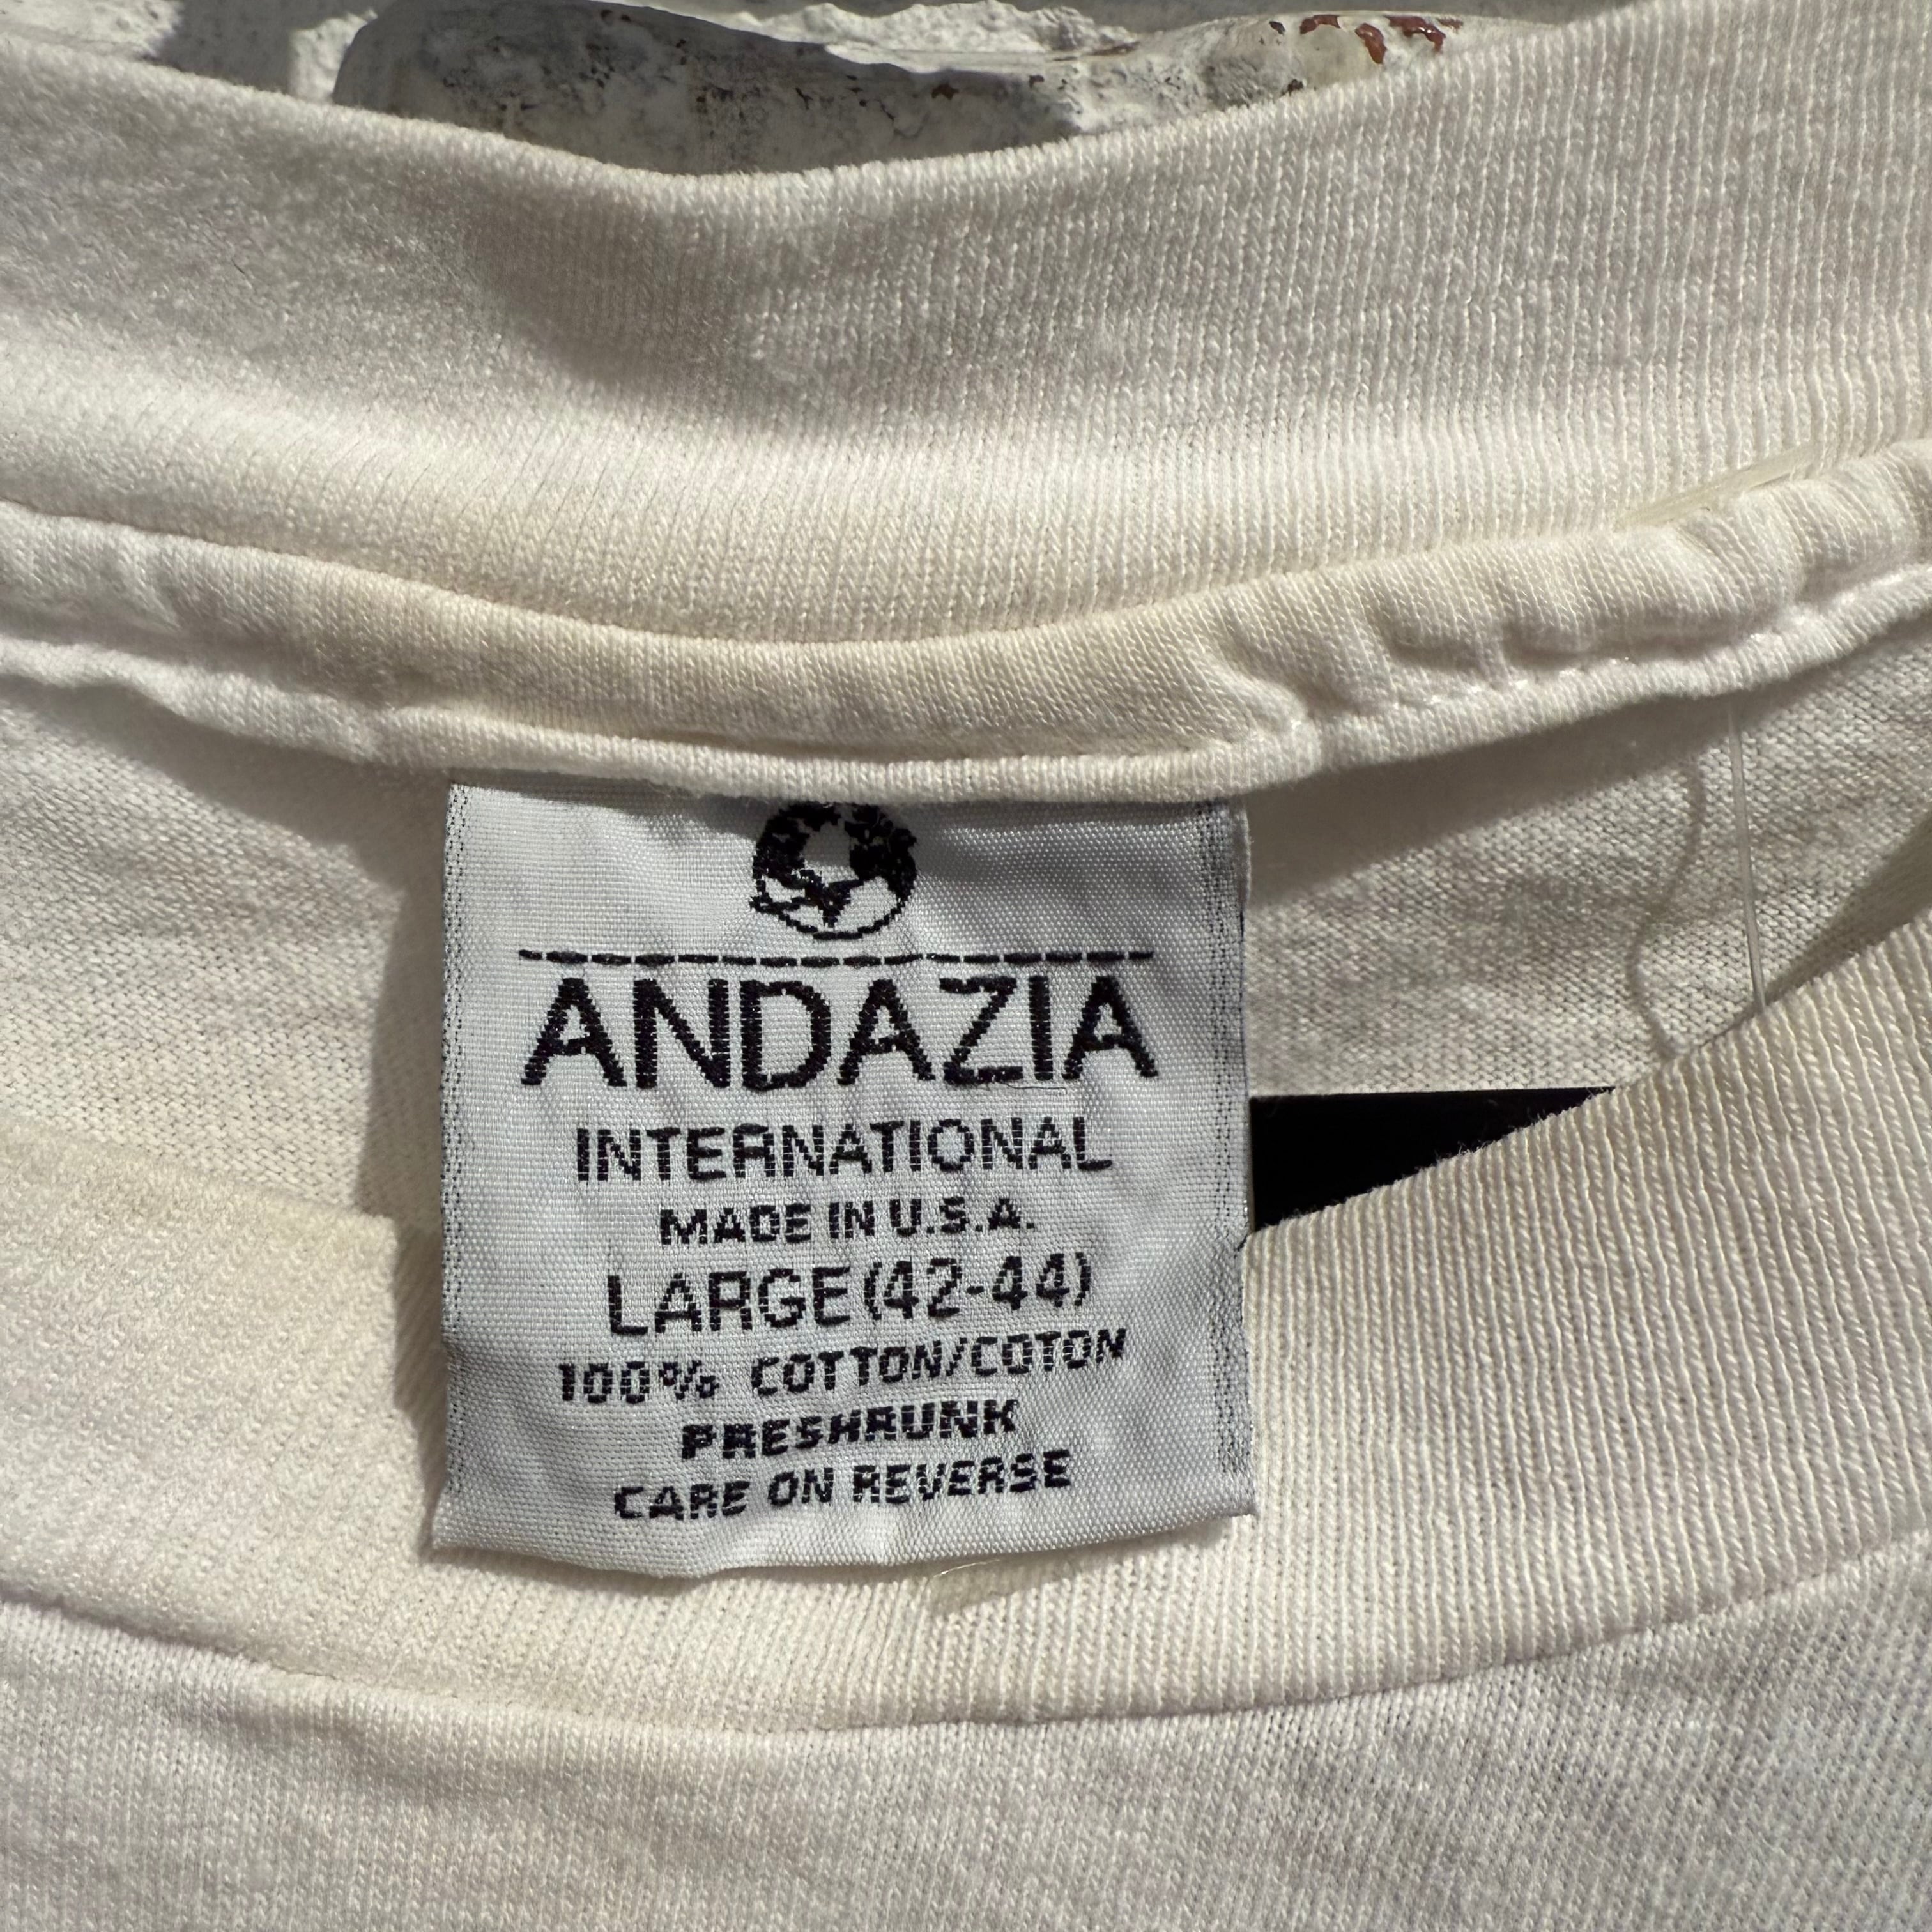 ANDAZIA
INTERNATIONAL
MADE IN U.S.A.
LARGE (42-44)
100% COTTON/COTON
PRESHRUNK
CARE ON REVERSE